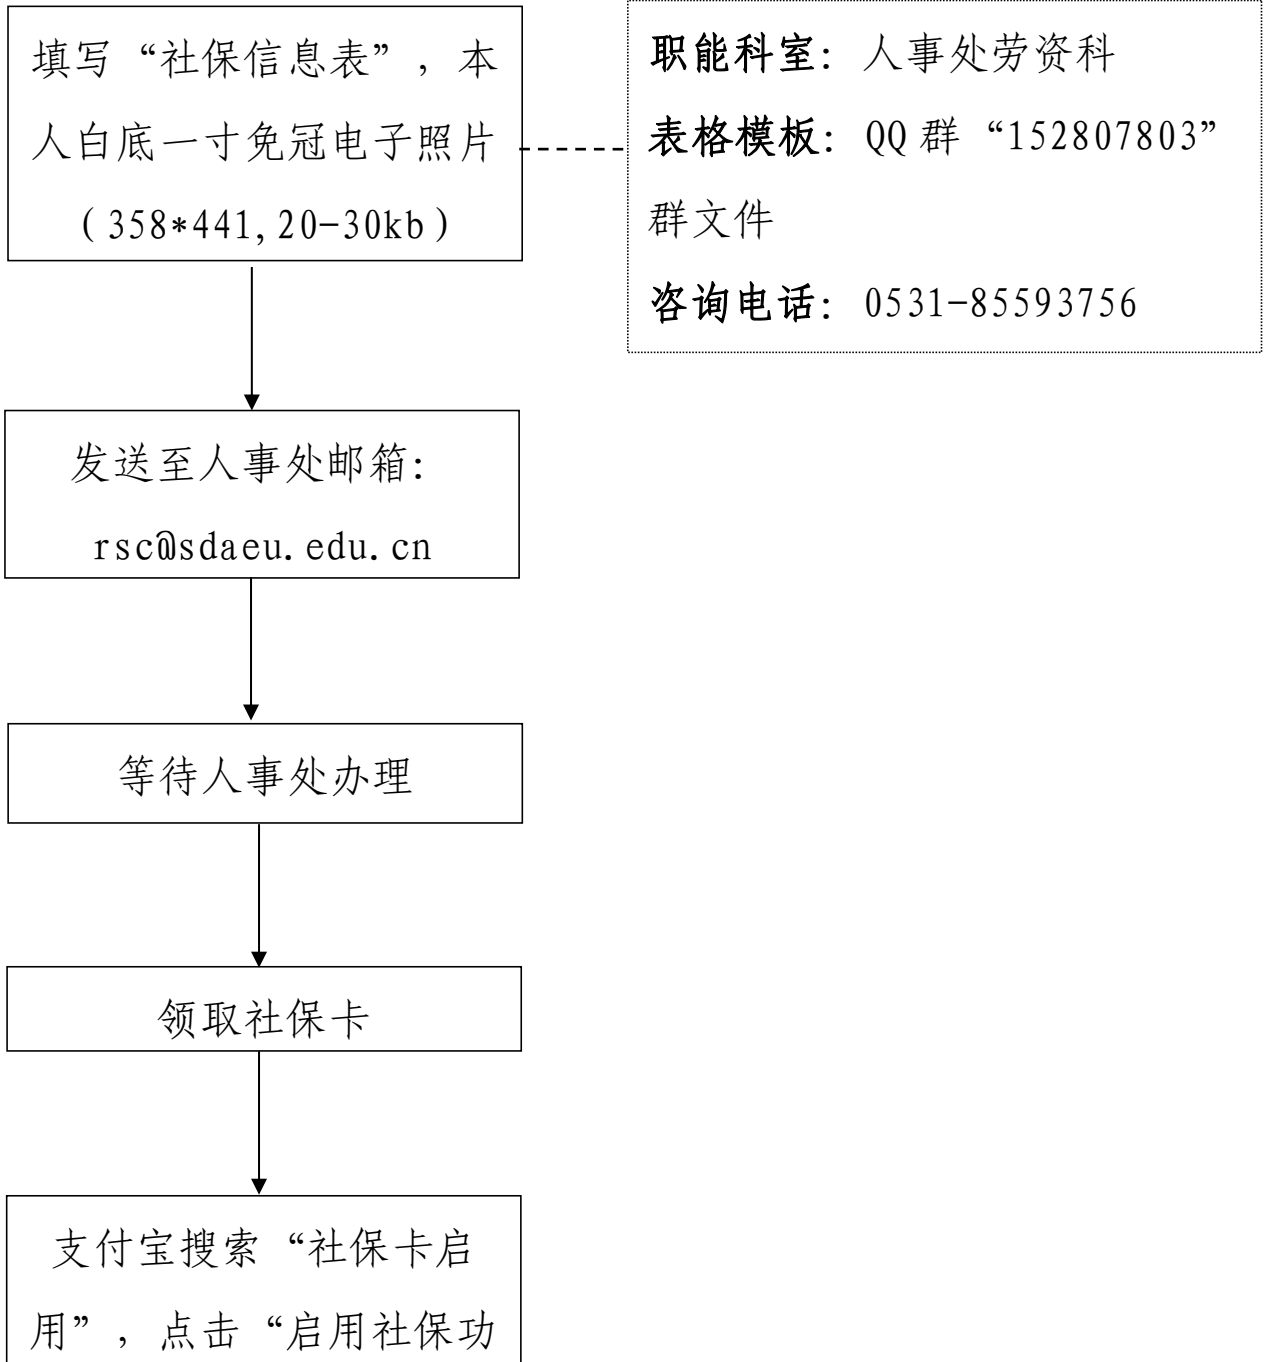 填写“社保信息表”，本
人白底一寸免冠电子照片
（358*441,20-30kb）
职能科室：人事处劳资科
表格模板：QQ 群“152807803”
群文件
咨询电话：0531-85593756
发送至人事处邮箱：
rsc@sdaeu.edu.cn
等待人事处办理
领取社保卡
支付宝搜索“社保卡启
用”，点击“启用社保功